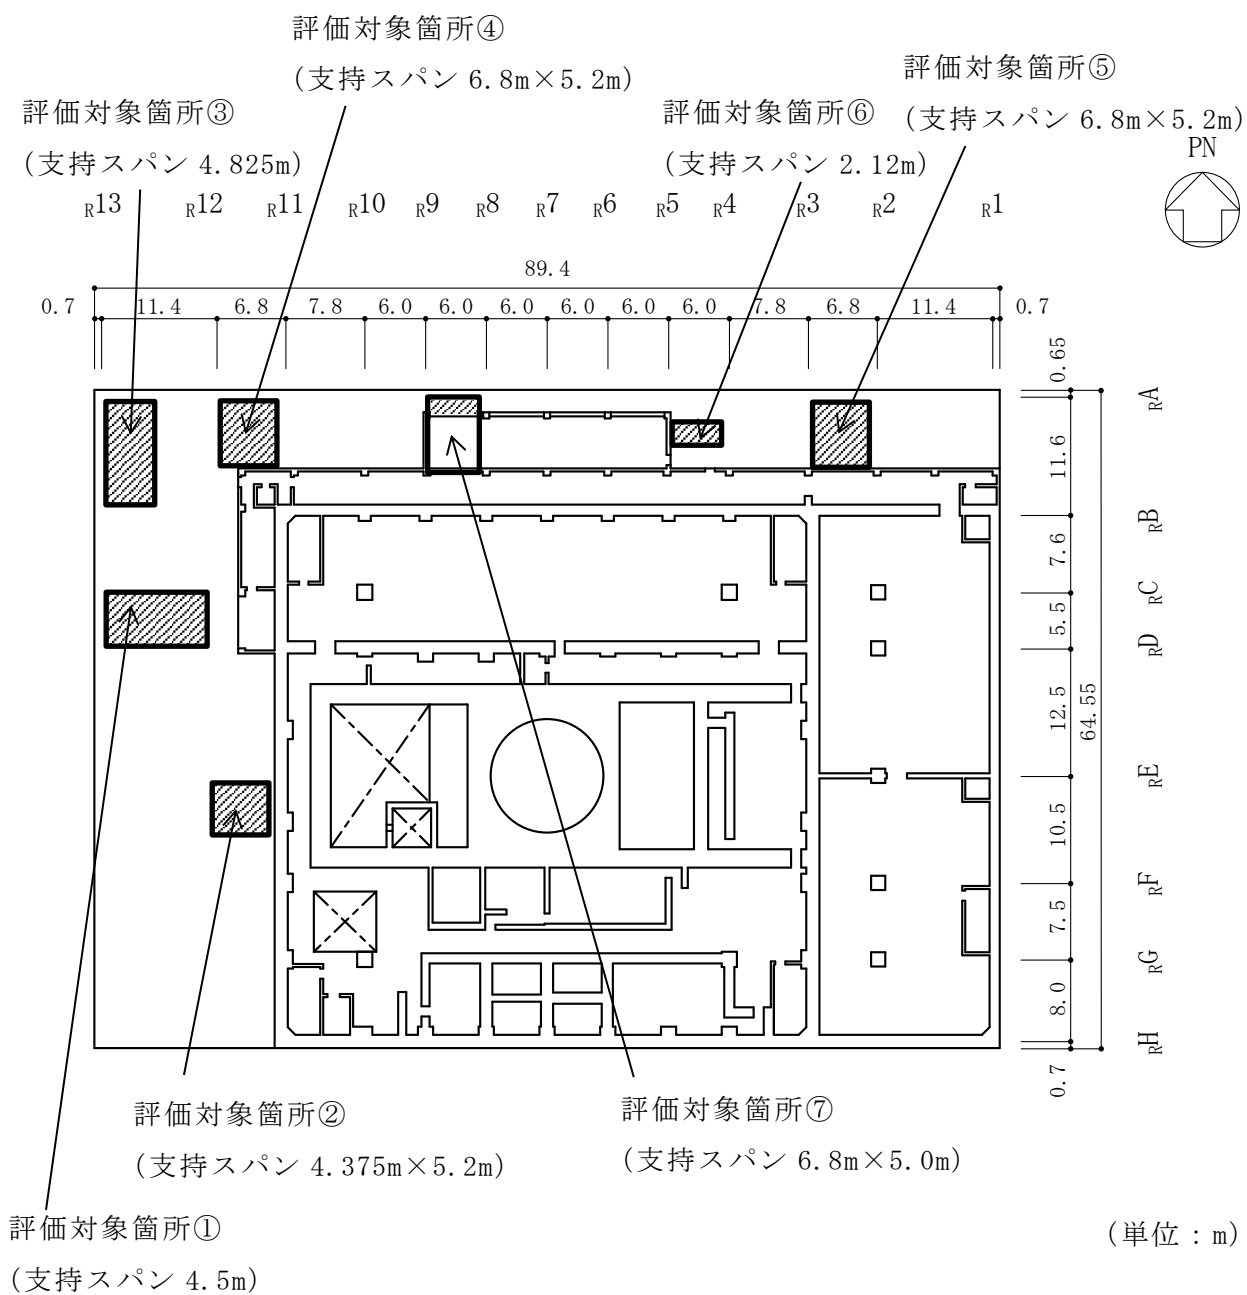 評価対象箇所④
(支持スパン 6.8m×5.2m)
評価対象箇所⑤
(支持スパン 6.8m×5.2m)
評価対象箇所③
(支持スパン 4.825m)
評価対象箇所⑥
(支持スパン 2.12m)
PN
R13 R12 R11 R10 R9 R8 R7 R6 R5 R4 R3 R2 R1
89.4
0.7 11.4 6.8 7.8 6.0 6.0 6.0 6.0 6.0 6.0 7.8 6.8 11.4 0.7
0.65
RA
11.6
RB
7.6
RC
5.5
RD
12.5
64.55
RE
10.5
RF
7.5
RG
8.0
RH
0.7
評価対象箇所②
(支持スパン 4.375m×5.2m)
評価対象箇所⑦
(支持スパン 6.8m×5.0m)
評価対象箇所①
(支持スパン 4.5m)
(単位:m)